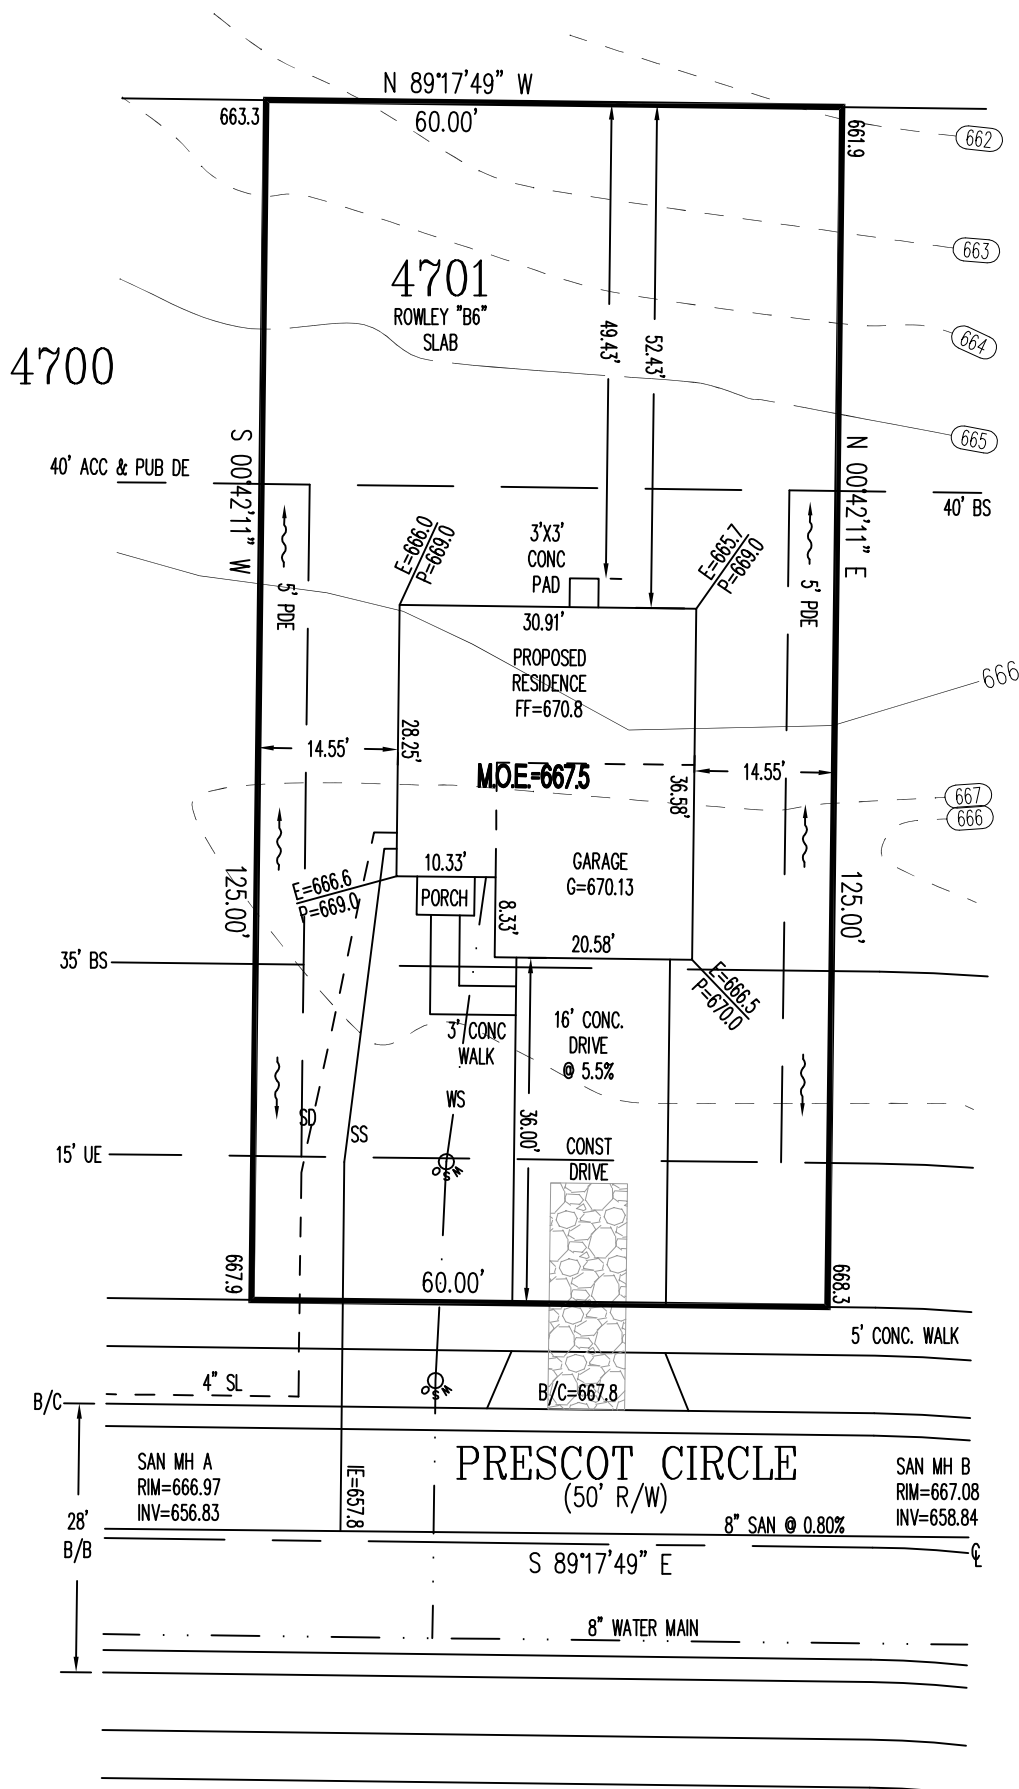 N 89°17'49" W
60.00'
663.3
661.9
662
663
4701
ROWLEY "B6"
SLAB
49.43'
52.43'
664
4700
665
S 00°42'11" W
N 00°42'11" E
40' ACC & PUB DE
40' BS
E=666.0
P=669.0
3'X3'
CONC
PAD
E=665.7
P=669.0
5' PDE
5' PDE
30.91'
PROPOSED
RESIDENCE
FF=670.8
666
28.25'
14.55'
14.55'
M.O.E.=667.5
36.58'
667
666
10.33'
GARAGE
G=670.13
E=666.6
P=669.0
PORCH
8.33'
125.00'
125.00'
20.58'
35' BS
E=666.5
P=670.0
3' CONC
WALK
16' CONC.
DRIVE
@ 5.5%
WS
36.00'
SD
SS
CONST
DRIVE
15' UE
W
S
O
667.9
60.00'
668.3
5' CONC. WALK
4" SL
W
S
O
B/C=667.8
B/C
PRESCOT CIRCLE
(50' R/W)
SAN MH A
RIM=666.97
INV=656.83
IE=657.8
SAN MH B
RIM=667.08
INV=658.84
28'
B/B
8" SAN @ 0.80%
S 89°17'49" E
℄
8" WATER MAIN